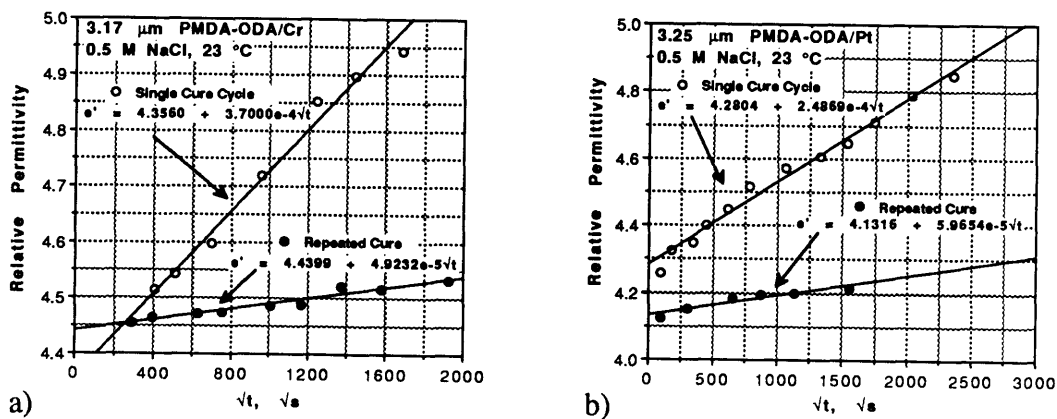 3.17 µm PMDA-ODA/Cr
0.5 M NaCl, 23 °C
Single Cure Cycle
e' = 4.3560 + 3.7000e-4√t
Repeated Cure
e' = 4.4399 + 4.9232e-5√t
Relative Permittivity
5.0
4.9
4.8
4.7
4.6
4.5
4.4
0 400 800 1200 1600 2000
√t, √s
a)
3.25 µm PMDA-ODA/Pt
0.5 M NaCl, 23 °C
Single Cure Cycle
e' = 4.2804 + 2.4869e-4√t
Repeated Cure
e' = 4.1316 + 5.9654e-5√t
Relative Permittivity
5.0
4.8
4.6
4.4
4.2
4.0
0 500 1000 1500 2000 2500 3000
√t, √s
b)